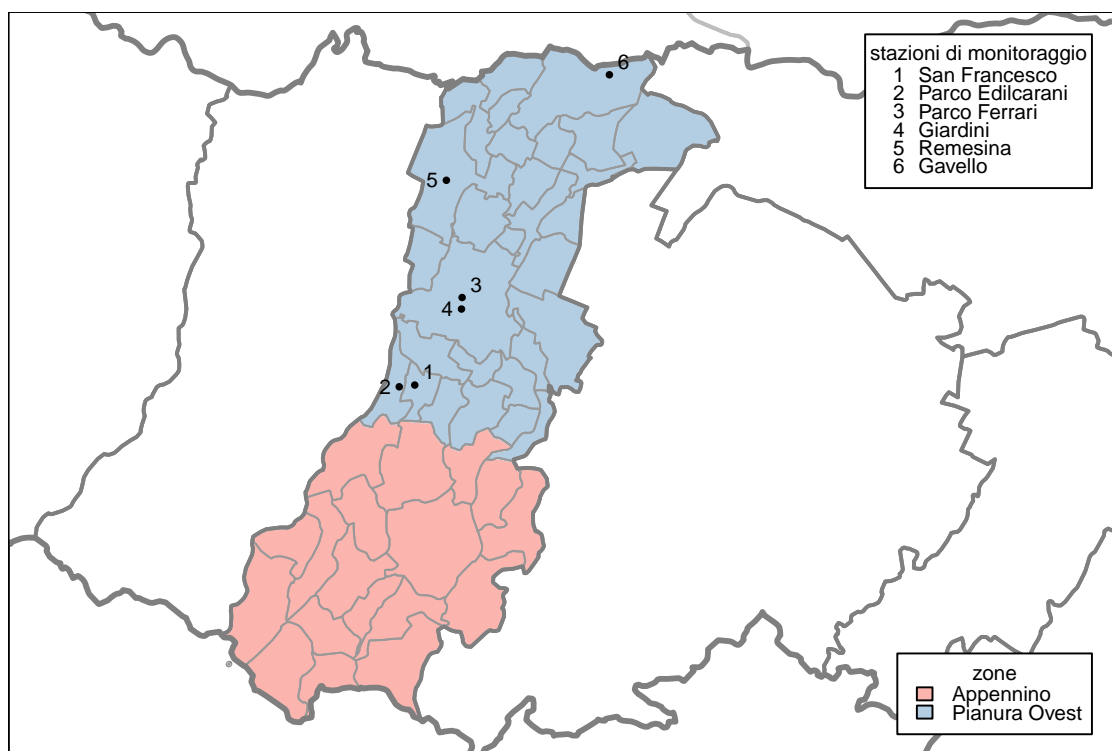 6
stazioni di monitoraggio
1 San Francesco
2 Parco Edilcarani
3 Parco Ferrari
4 Giardini
5 Remesina
6 Gavello
5
3
4
2
1
zone
Appennino
Pianura Ovest